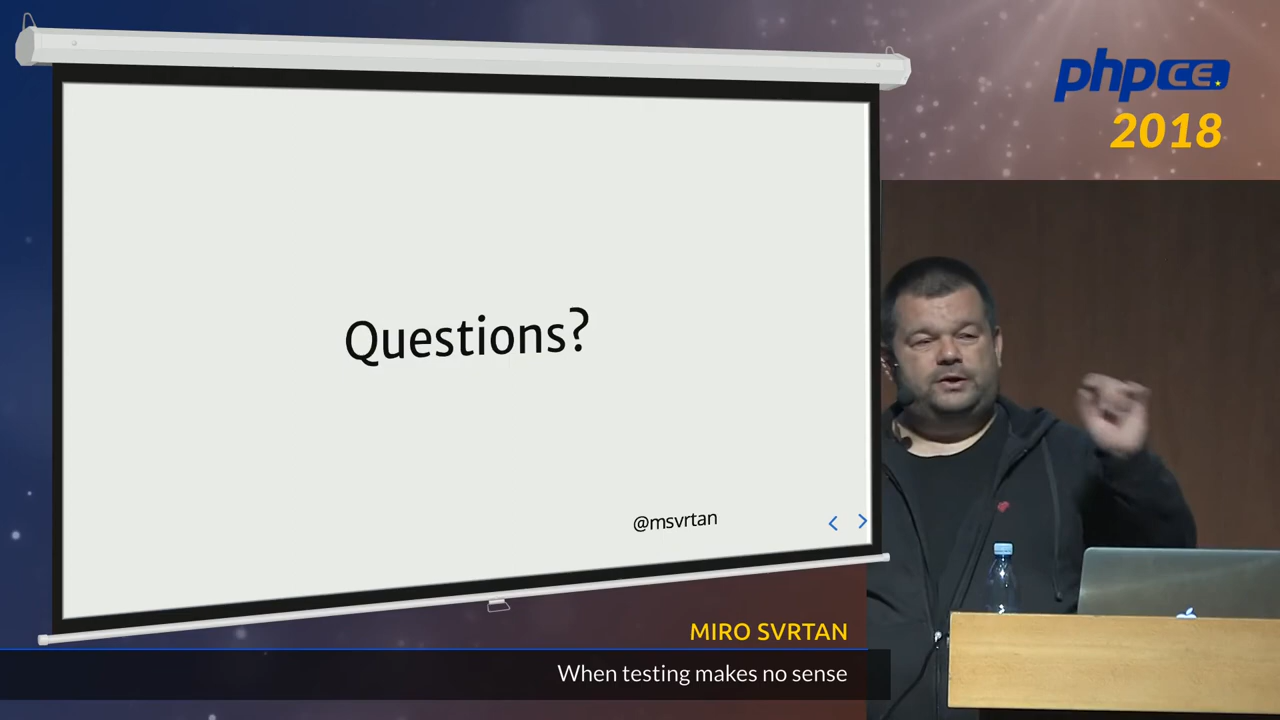 phpCE.
2018
Questions?
@msvrtan
MIRO SVRTAN
When testing makes no sense